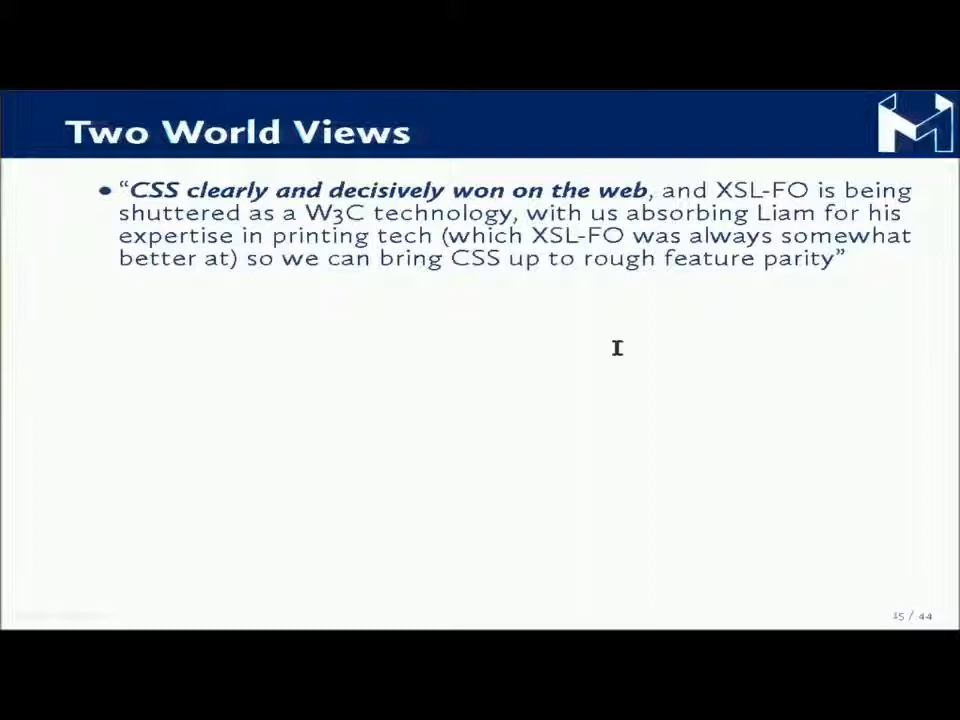 Two World Views
• “CSS clearly and decisively won on the web, and XSL-FO is being
shuttered as a W3C technology, with us absorbing Liam for his
expertise in printing tech (which XSL-FO was always somewhat
better at) so we can bring CSS up to rough feature parity”
15 / 44